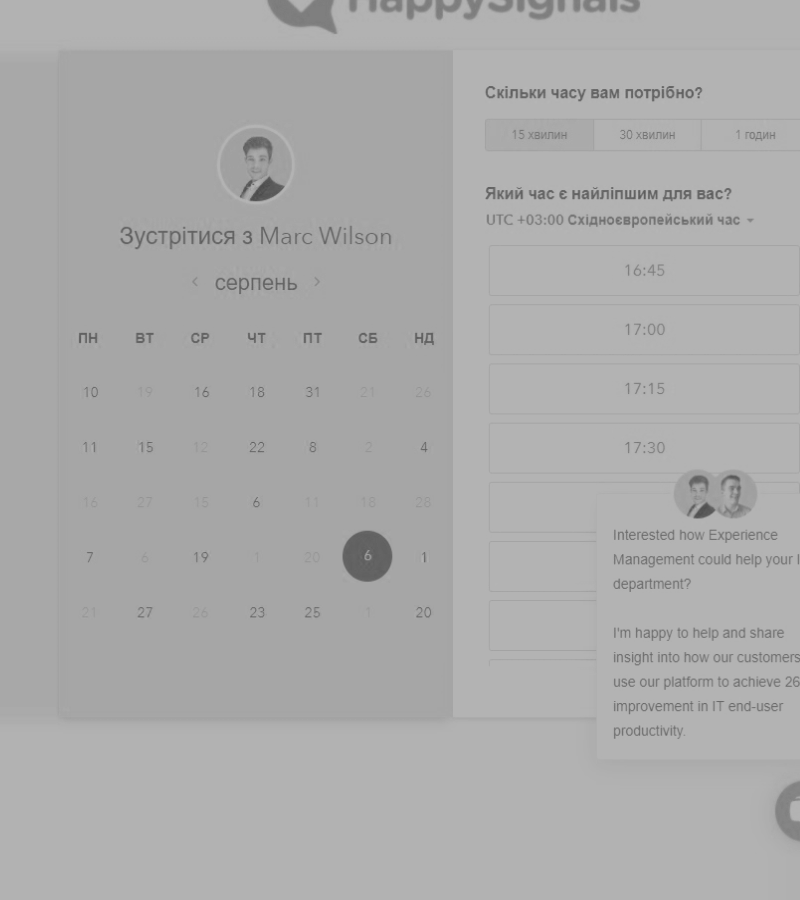 HappySignals
Зустрітися з Marc Wilson
серпень
ПН ВТ СР ЧТ ПТ СБ НД
10 19 16 18 31 21 26
11 15 12 22 8 2 4
16 27 15 6 11 18 28
7 6 19 1 20 6 1
21 27 26 23 25 1 20
Скільки часу вам потрібно?
15 хвилин 30 хвилин 1 годин
Який час є найліпшим для вас?
UTC +03:00 Східноєвропейський час
16:45
17:00
17:15
17:30
Interested how Experience
Management could help your I
department?
I'm happy to help and share
insight into how our customers
use our platform to achieve 26
improvement in IT end-user
productivity.